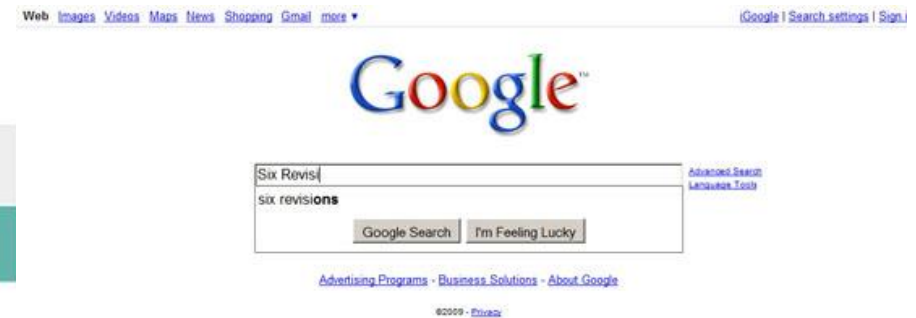 Web Images Videos Maps News Shopping Gmail more ▼ iGoogle | Search settings | Sign i
Google™
Six Revisi
Advanced Search
Language Tools
six revisions
Google Search I'm Feeling Lucky
Advertising Programs - Business Solutions - About Google
©2009 - Privacy